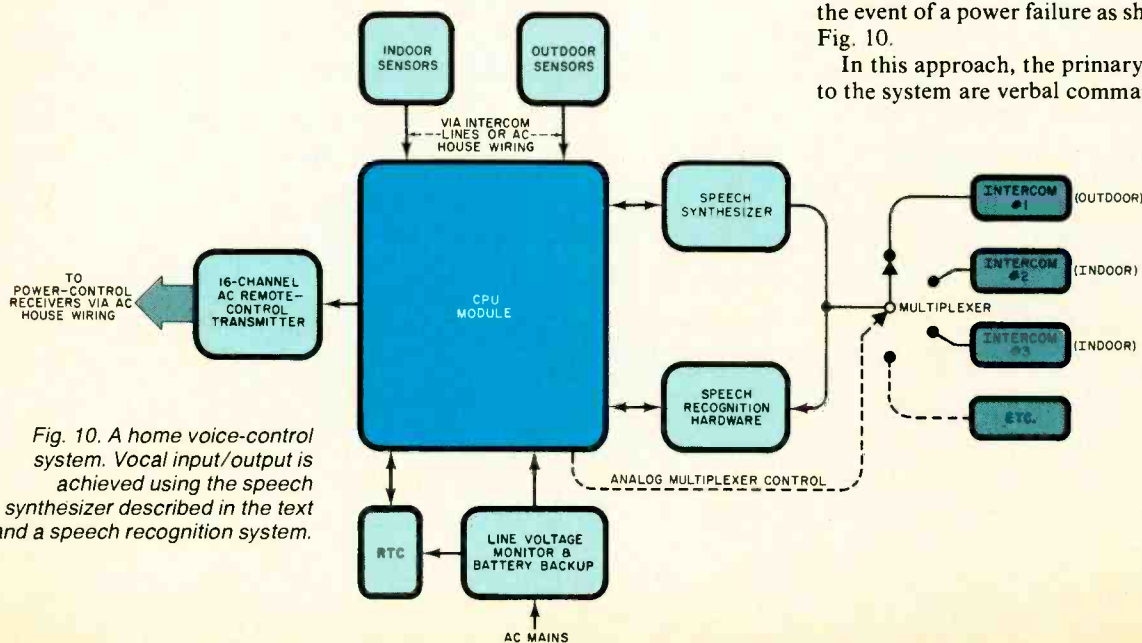 the event of a power failure as sh
Fig. 10.
In this approach, the primary
to the system are verbal comma
INDOOR
SENSORS
OUTDOOR
SENSORS
VIA INTERCOM
LINES OR AC
HOUSE WIRING
TO
POWER-CONTROL
RECEIVERS VIA AC
HOUSE WIRING
16-CHANNEL
AC REMOTE-
CONTROL
TRANSMITTER
CPU
MODULE
SPEECH
SYNTHESIZER
SPEECH
RECOGNITION
HARDWARE
MULTIPLEXER
INTERCOM
#1
(OUTDOOR)
INTERCOM
#2
(INDOOR)
INTERCOM
#3
(INDOOR)
ETC.
ANALOG MULTIPLEXER CONTROL
RTC
LINE VOLTAGE
MONITOR &
BATTERY BACKUP
AC MAINS
Fig. 10. A home voice-control
system. Vocal input/output is
achieved using the speech
synthesizer described in the text
and a speech recognition system.